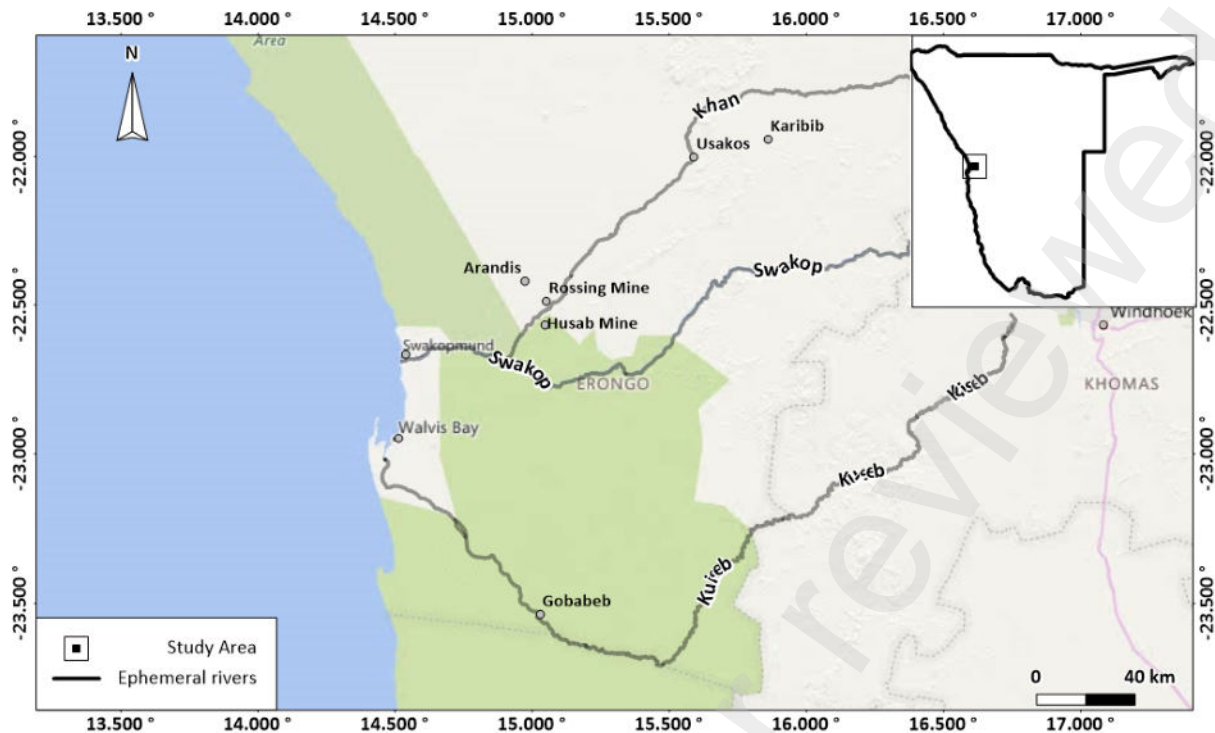 13.500 ° 14.000 ° 14.500 ° 15.000 ° 15.500 ° 16.000 ° 16.500 ° 17.000 °
Area
N
Khan
Karibib
Usakos
-22.000 °
-22.000 °
Swakop
Arandis
Rossing Mine
Husab Mine
-22.500 °
-22.500 °
Windhoek
Swakopmund
Swakop
ERONGO
KHOMAS
Kuiseb
Walvis Bay
-23.000 °
-23.000 °
Kuiseb
Kuiseb
Gobabeb
-23.500 °
-23.500 °
Study Area
Ephemeral rivers
0 40 km
13.500 ° 14.000 ° 14.500 ° 15.000 ° 15.500 ° 16.000 ° 16.500 ° 17.000 °
reviewed